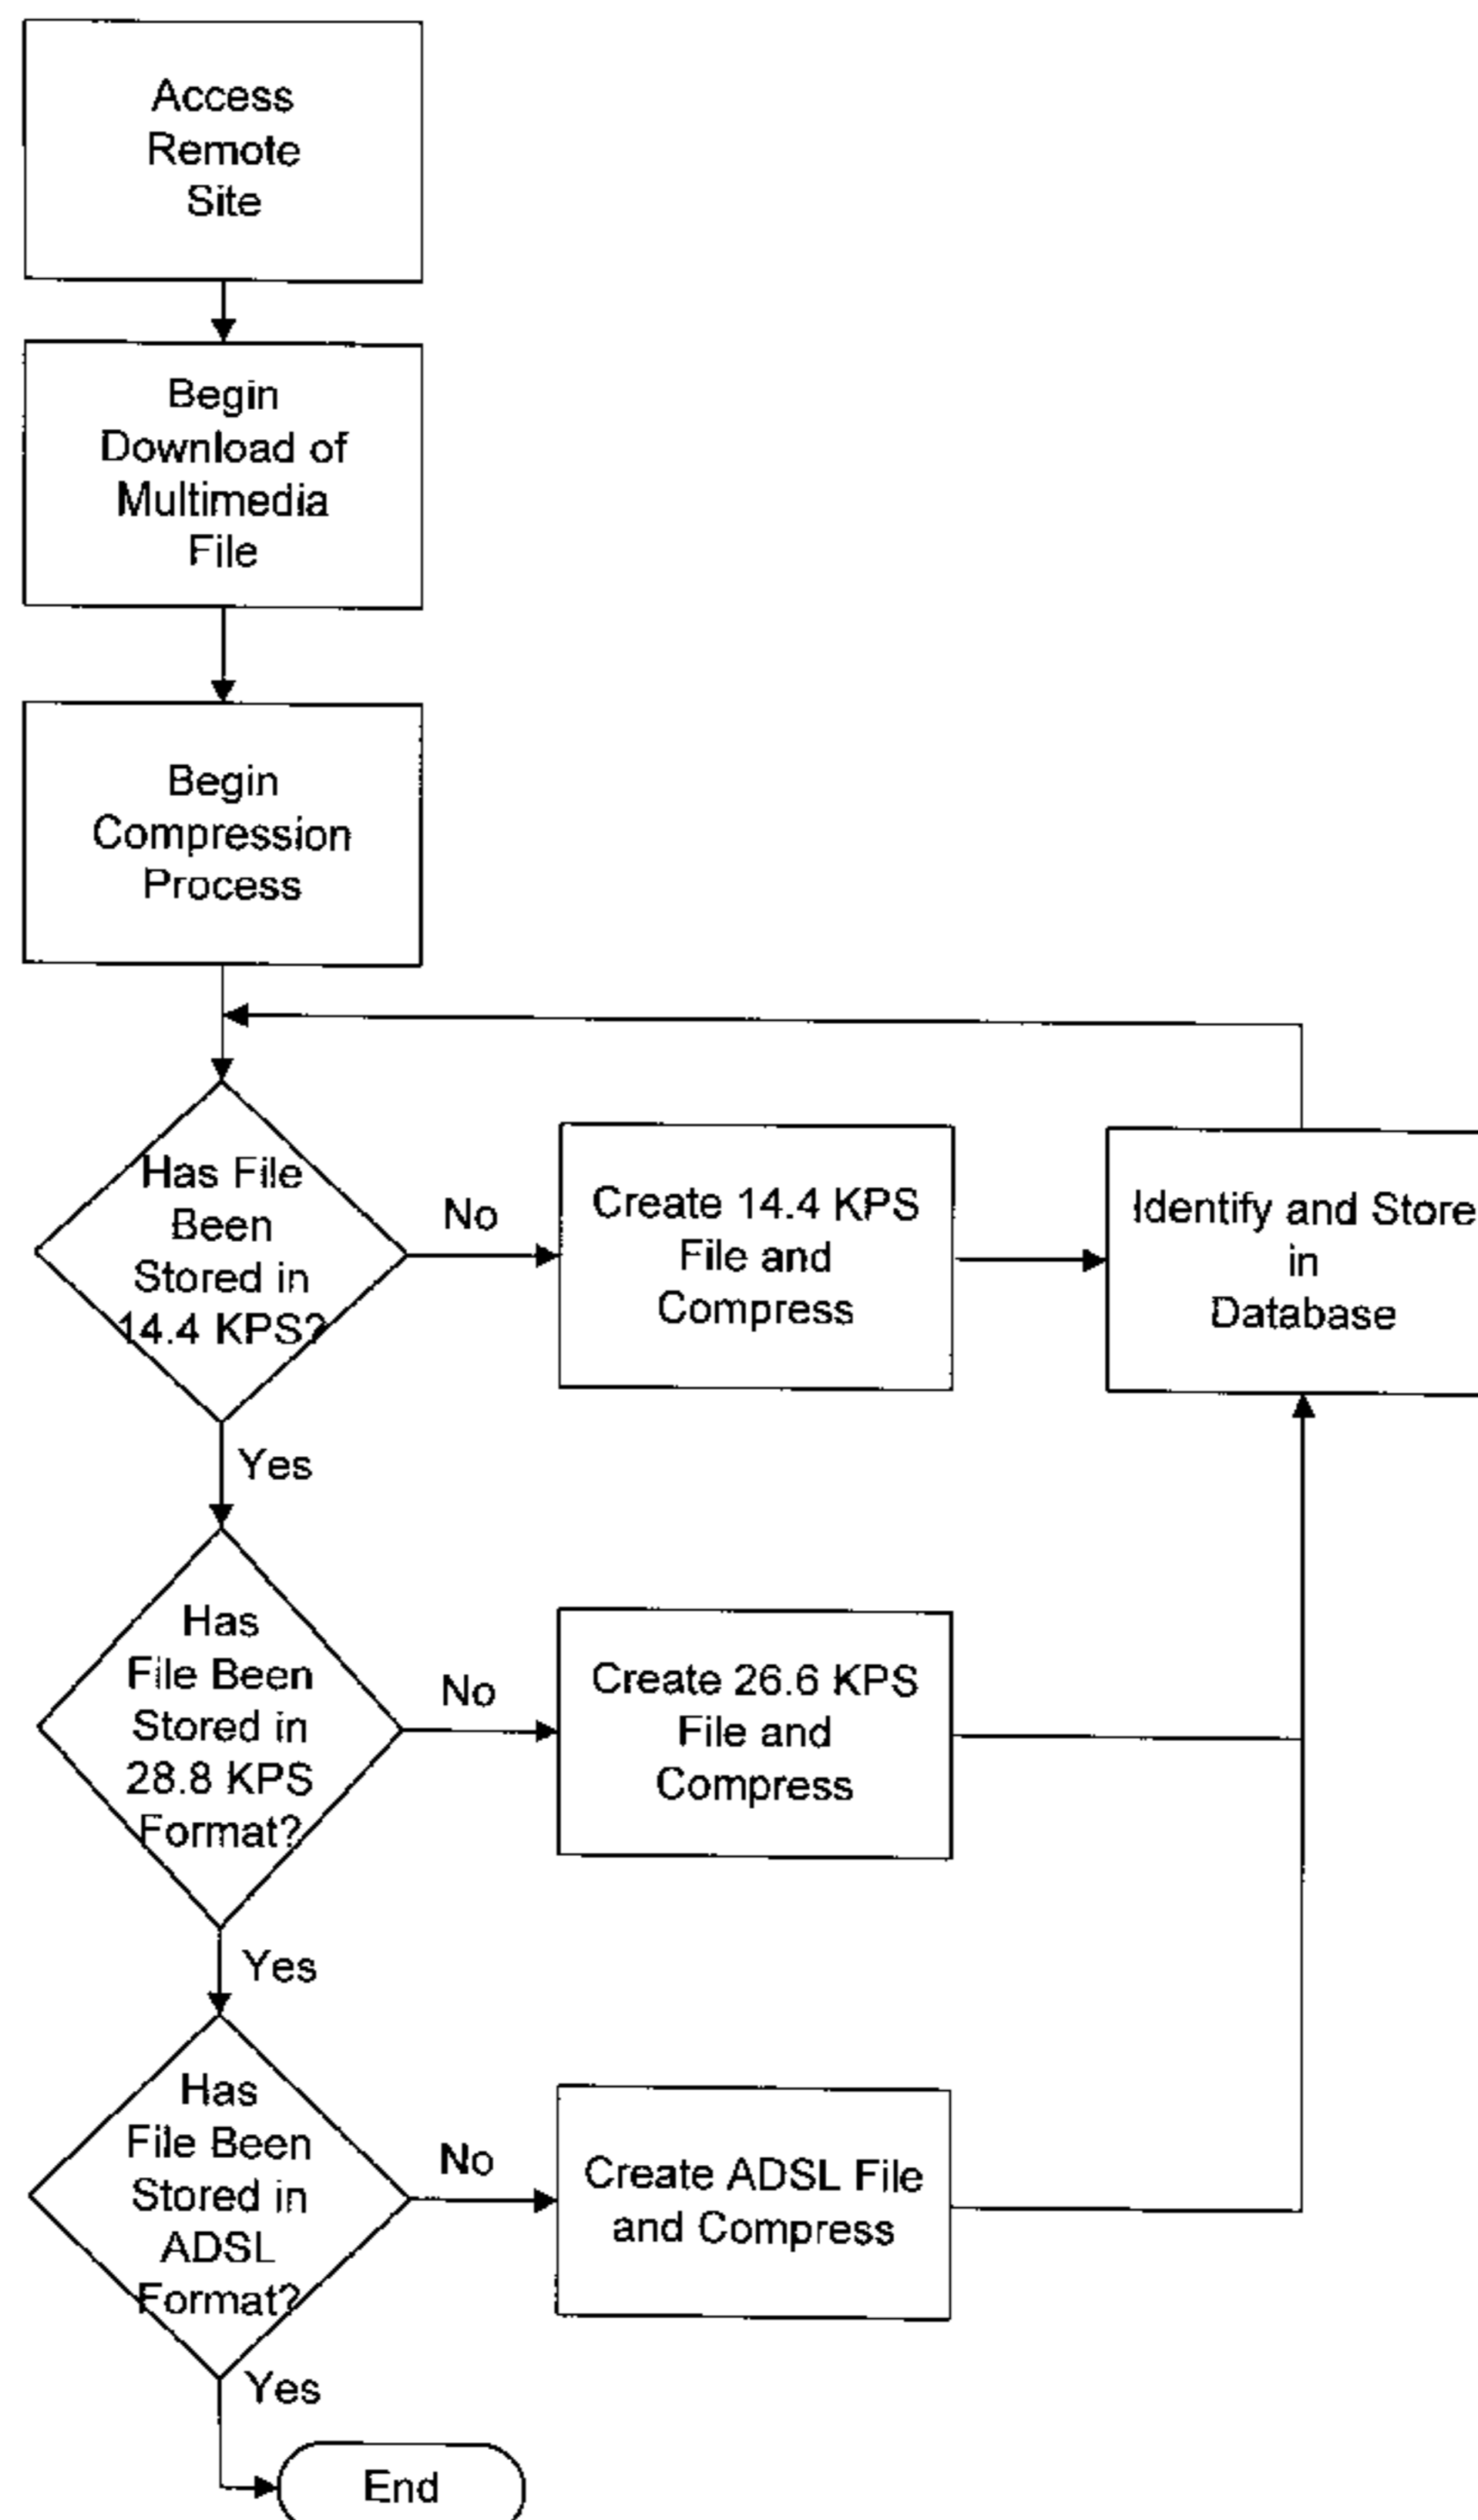 Access
Remote
Site
Begin
Download of
Multimedia
File
Begin
Compression
Process
Has File
Been
Stored in
14.4 KPS?
No
Create 14.4 KPS
File and
Compress
Identify and Store
in
Database
Yes
Has
File Been
Stored in
28.8 KPS
Format?
No
Create 26.6 KPS
File and
Compress
Yes
Has
File Been
Stored in
ADSL
Format?
No
Create ADSL File
and Compress
Yes
End